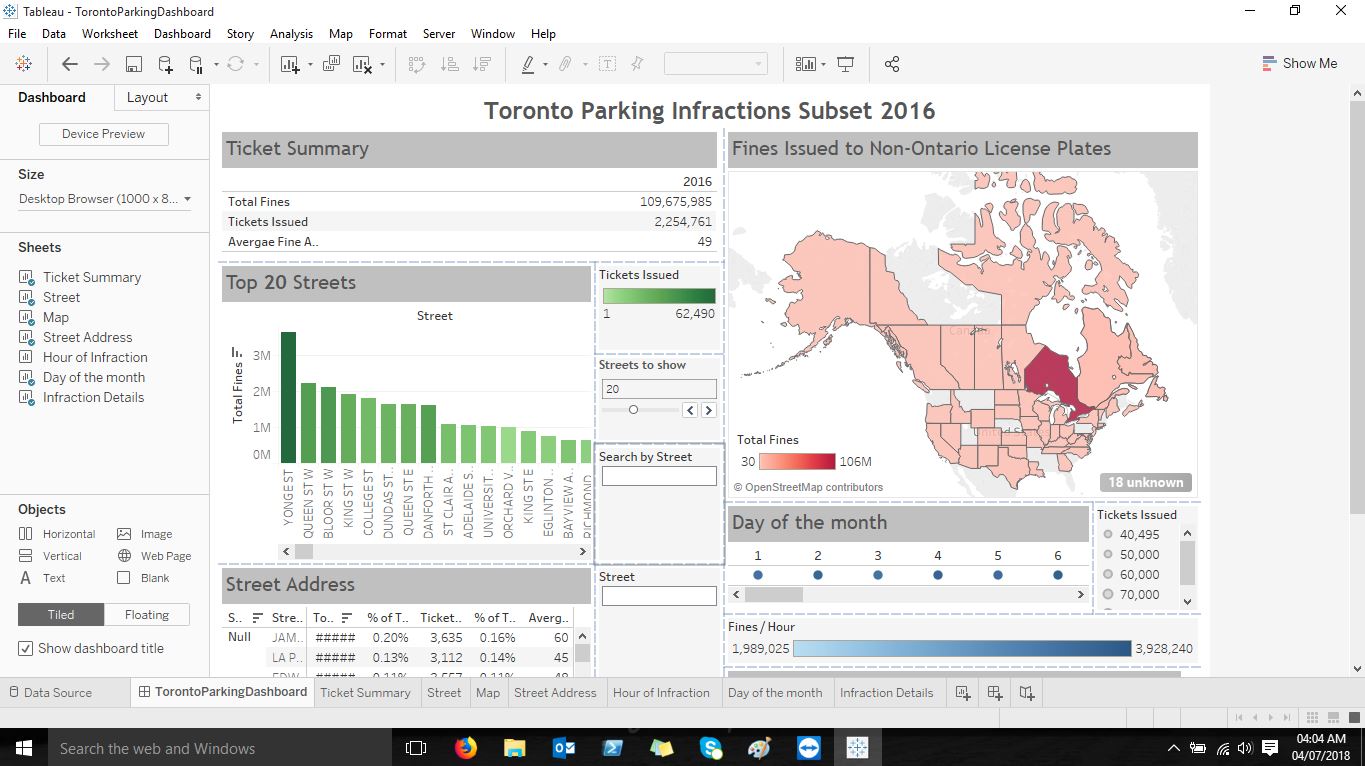 Tableau - TorontoParkingDashboard
File Data Worksheet Dashboard Story Analysis Map Format Server Window Help
Show Me
Dashboard Layout
Device Preview
Size
Desktop Browser (1000 x 8...
Sheets
Ticket Summary
Street
Map
Street Address
Hour of Infraction
Day of the month
Infraction Details
Objects
Horizontal Image
Vertical Web Page
A Text Blank
Tiled Floating
Show dashboard title
Toronto Parking Infractions Subset 2016
Ticket Summary
2016
Total Fines 109,675,985
Tickets Issued 2,254,761
Avergae Fine A.. 49
Top 20 Streets
Street
Total Fines
3M
2M
1M
0M
YONGE ST
QUEEN ST W
BLOOR ST W
KING ST W
COLLEGE ST
DUNDAS ST..
QUEEN ST E
DANFORTH ..
ST CLAIR A..
ADELAIDE S..
UNIVERSIT..
ORCHARD V..
KING ST E
EGLINTON..
BAYVIEW A..
RICHMOND
Tickets Issued
1 62,490
Streets to show
20
Search by Street
Street
Street Address
S.. Stre.. To.. % of T.. Ticket.. % of T.. Averg..
Null JAM.. ##### 0.20% 3,635 0.16% 60
LA P.. ##### 0.13% 3,112 0.14% 45
Fines Issued to Non-Ontario License Plates
Canada
United States
Total Fines
30 106M
© OpenStreetMap contributors
18 unknown
Day of the month
1 2 3 4 5 6
Tickets Issued
40,495
50,000
60,000
70,000
Fines / Hour
1,989,025 3,928,240
Data Source TorontoParkingDashboard Ticket Summary Street Map Street Address Hour of Infraction Day of the month Infraction Details
Search the web and Windows
04:04 AM
04/07/2018